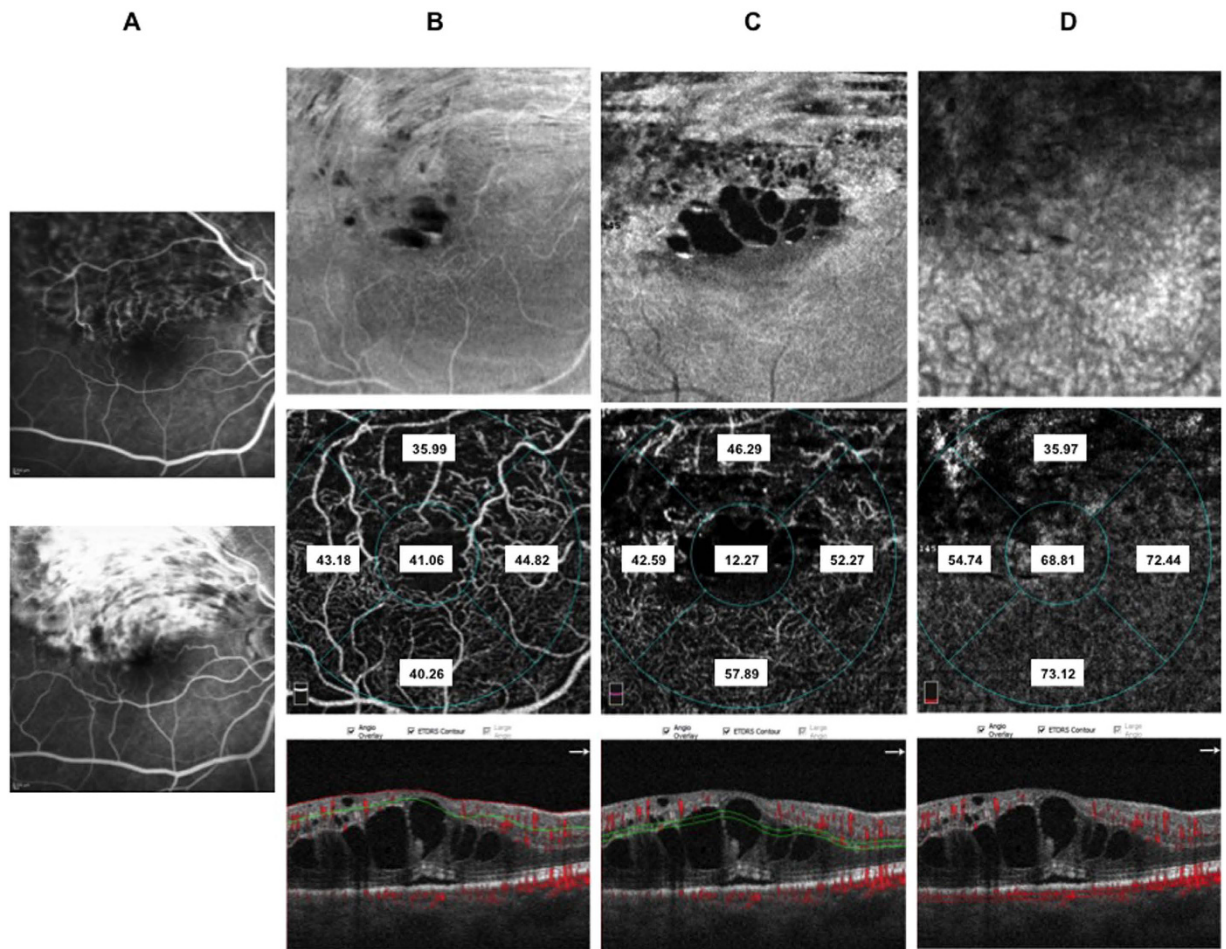 A B C D
35.99 46.29 35.97
43.18 41.06 44.82 42.59 12.27 52.27 54.74 68.81 72.44
40.26 57.89 73.12
Angio Overlay ETDRS Contour Large Angio Angio Overlay ETDRS Contour Large Angio Angio Overlay ETDRS Contour Large Angio